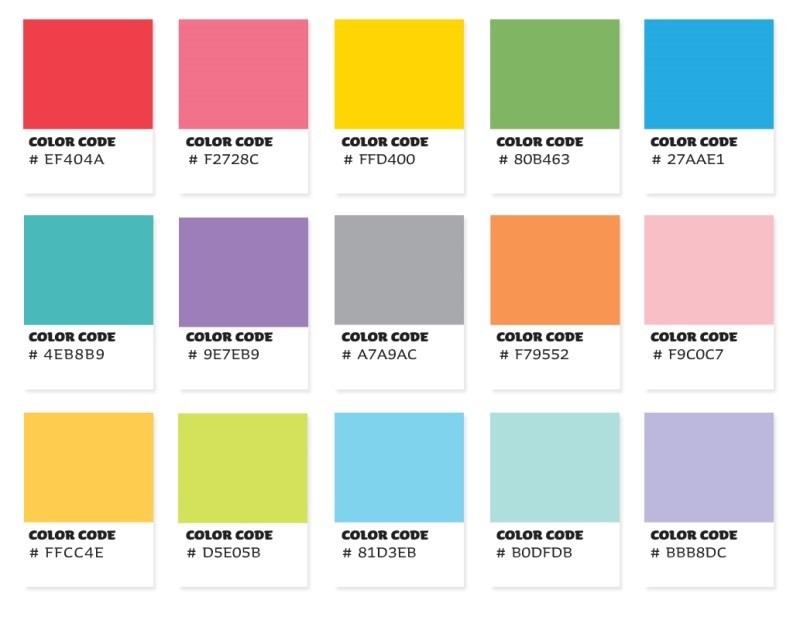 COLOR CODE
# EF404A
COLOR CODE
# F2728C
COLOR CODE
# FFD400
COLOR CODE
# 80B463
COLOR CODE
# 27AAE1
COLOR CODE
# 4EB8B9
COLOR CODE
# 9E7EB9
COLOR CODE
# A7A9AC
COLOR CODE
# F79552
COLOR CODE
# F9C0C7
COLOR CODE
# FFCC4E
COLOR CODE
# D5E05B
COLOR CODE
# 81D3EB
COLOR CODE
# B0DFDB
COLOR CODE
# BBB8DC